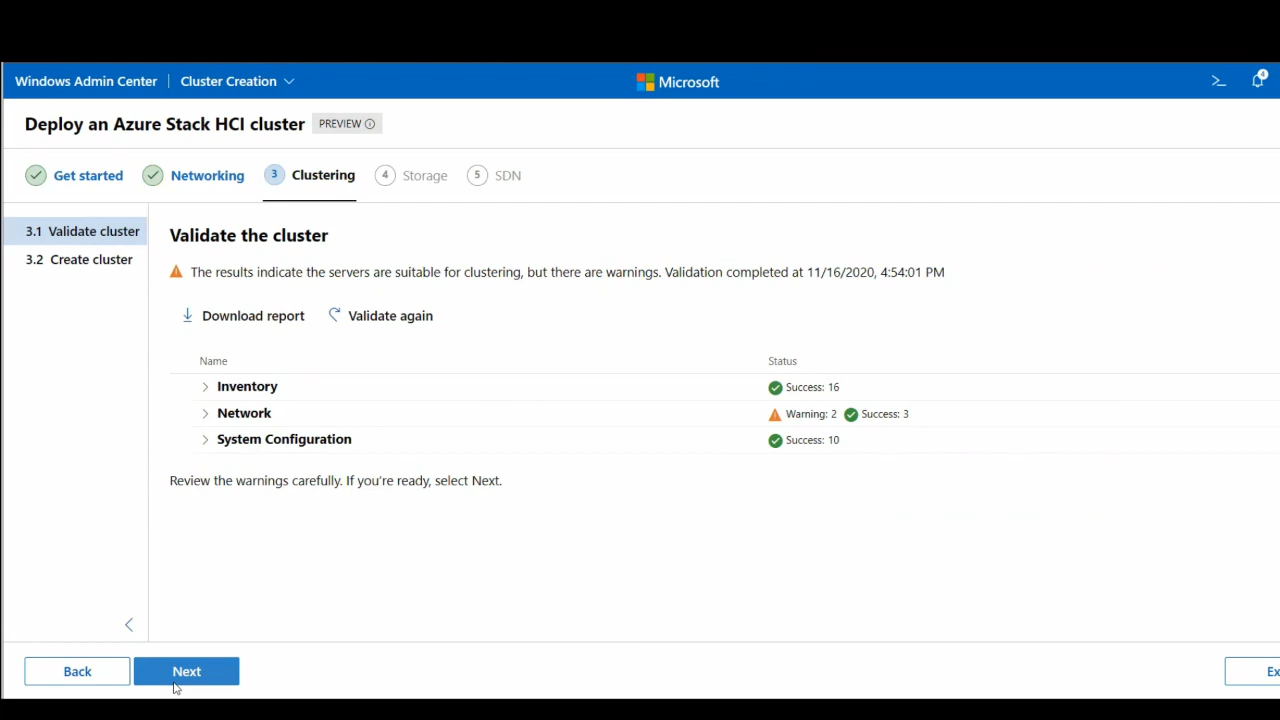 Windows Admin Center | Cluster Creation
Microsoft
4
Deploy an Azure Stack HCI cluster PREVIEW
Get started Networking 3 Clustering 4 Storage 5 SDN
3.1 Validate cluster
3.2 Create cluster
Validate the cluster
The results indicate the servers are suitable for clustering, but there are warnings. Validation completed at 11/16/2020, 4:54:01 PM
Download report Validate again
Name Status
Inventory Success: 16
Network Warning: 2 Success: 3
System Configuration Success: 10
Review the warnings carefully. If you're ready, select Next.
Back Next Ex